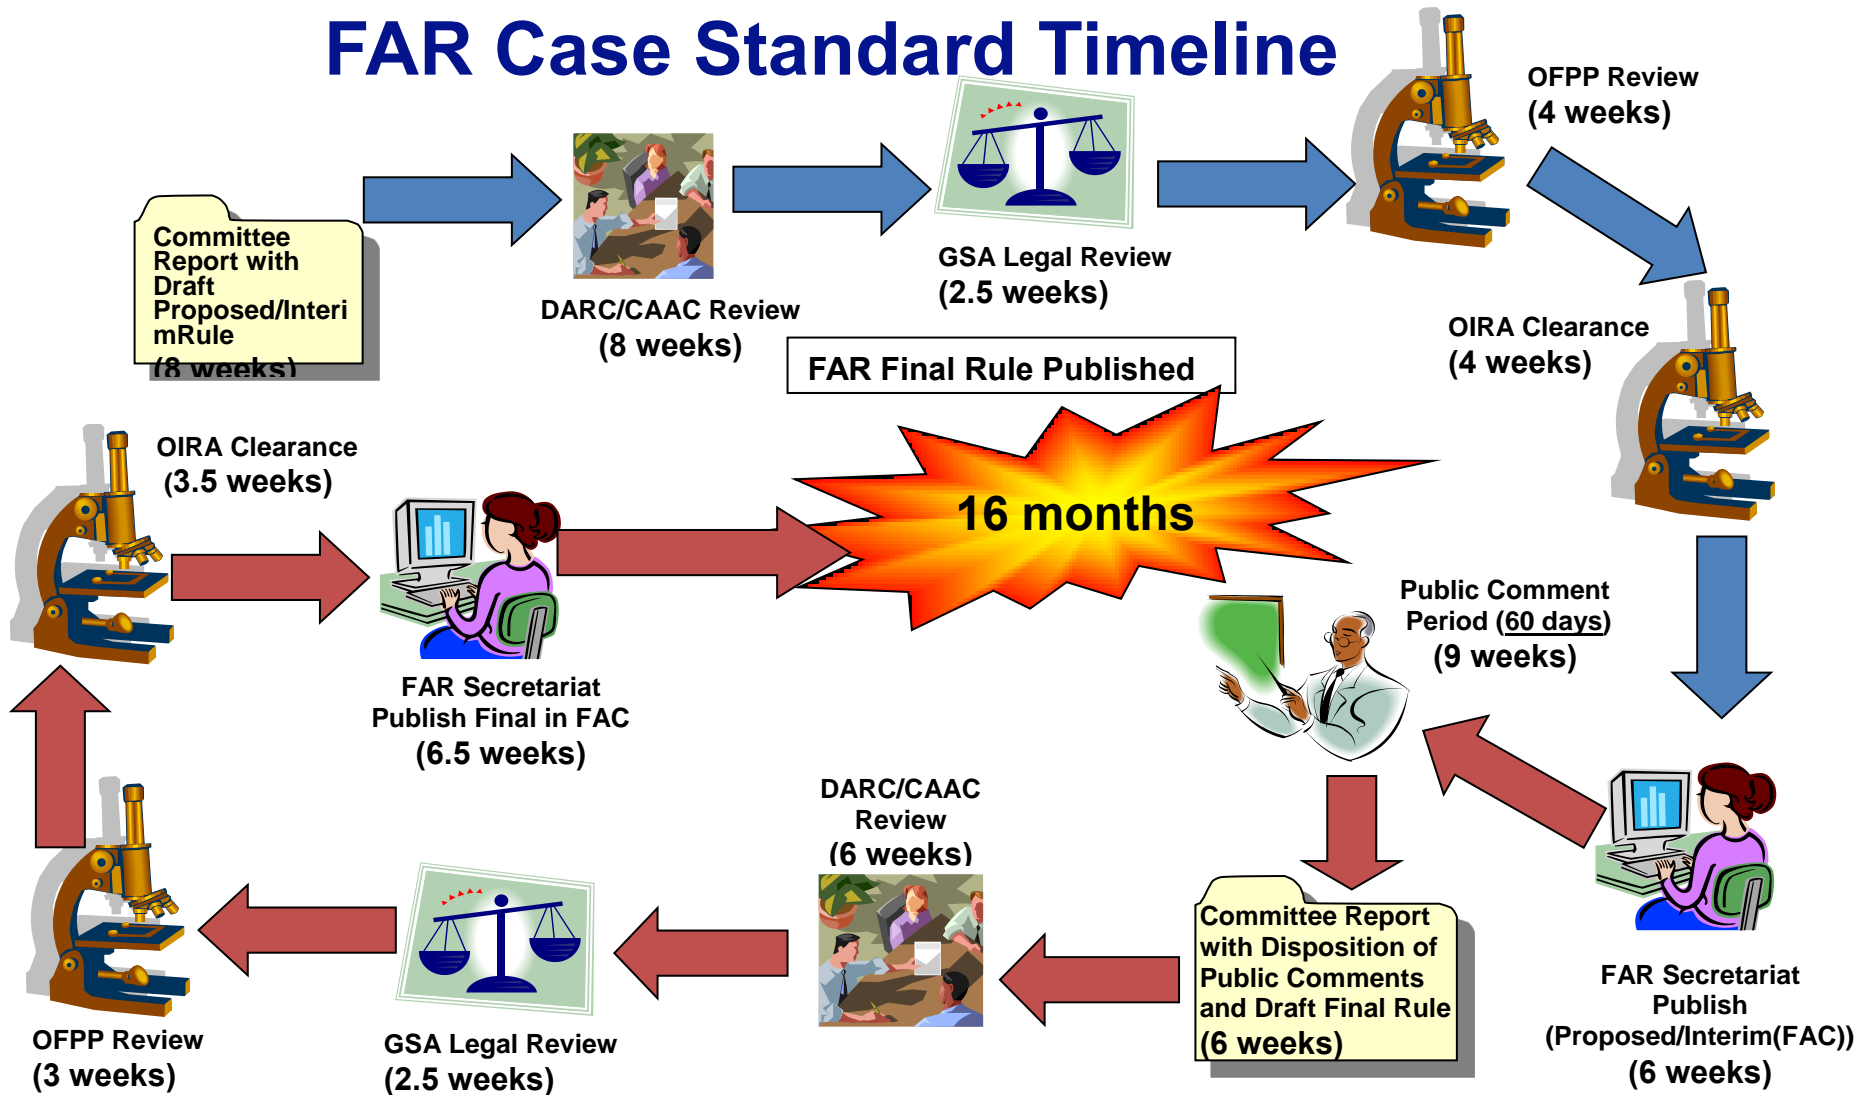 FAR Case Standard Timeline
Committee
Report with
Draft
Proposed/Interi
mRule
(8 weeks)
DARC/CAAC Review
(8 weeks)
GSA Legal Review
(2.5 weeks)
OFPP Review
(4 weeks)
OIRA Clearance
(4 weeks)
FAR Secretariat
Publish
(Proposed/Interim(FAC))
(6 weeks)
Public Comment
Period (60 days)
(9 weeks)
Committee Report
with Disposition of
Public Comments
and Draft Final Rule
(6 weeks)
DARC/CAAC
Review
(6 weeks)
GSA Legal Review
(2.5 weeks)
OFPP Review
(3 weeks)
OIRA Clearance
(3.5 weeks)
FAR Secretariat
Publish Final in FAC
(6.5 weeks)
FAR Final Rule Published
16 months